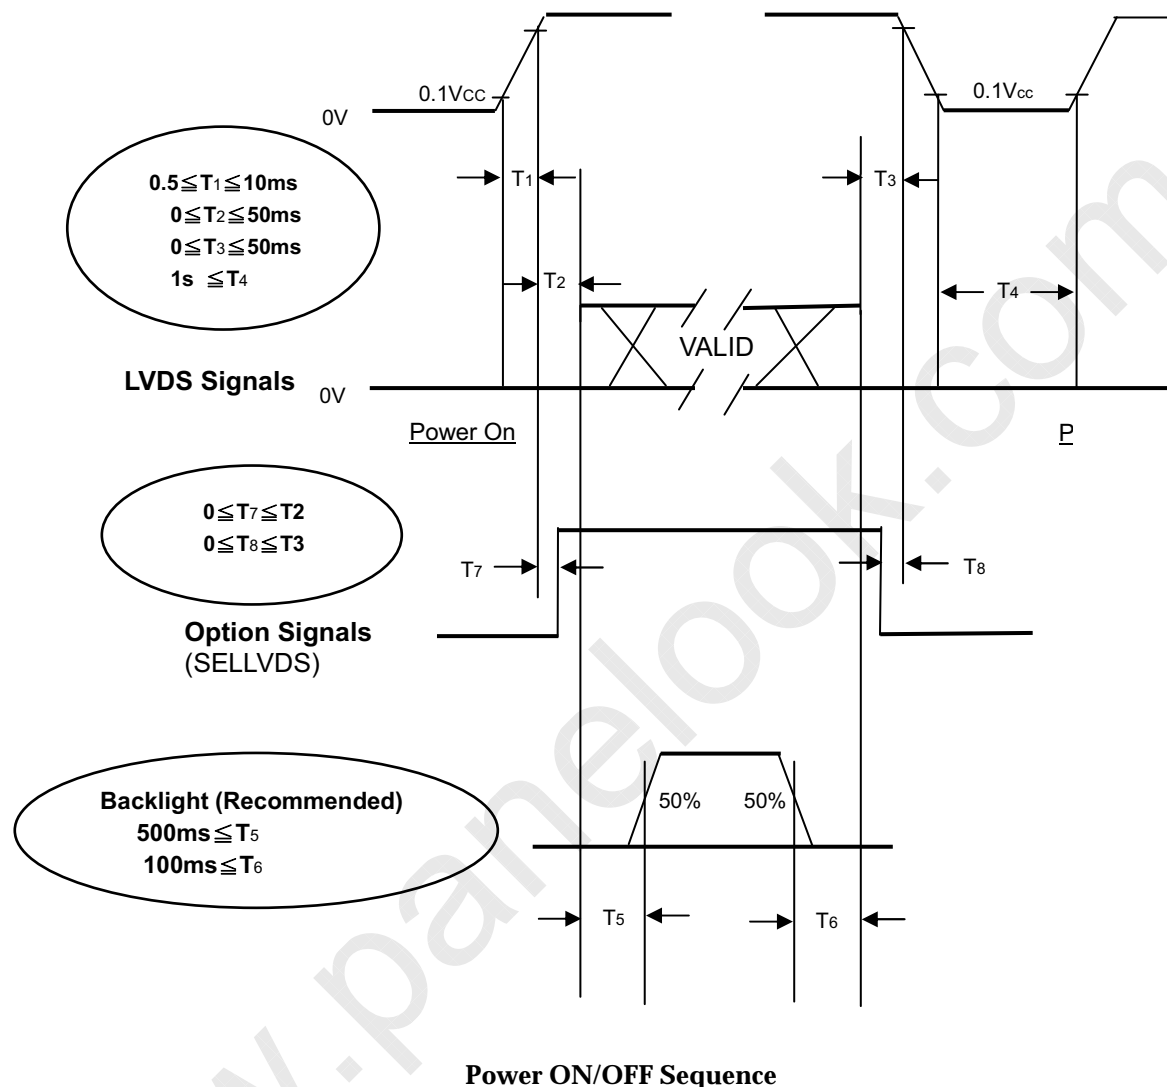 0.1VCC
0.1Vcc
0V
0.5≦T1≦10ms
0≦T2≦50ms
0≦T3≦50ms
1s ≦T4
T1
T3
T2
T4
VALID
LVDS Signals
0V
Power On
P
0≦T7≦T2
0≦T8≦T3
T7
T8
Option Signals
(SELLVDS)
Backlight (Recommended)
500ms≦T5
100ms≦T6
50% 50%
T5
T6
Power ON/OFF Sequence
w.panelook.com